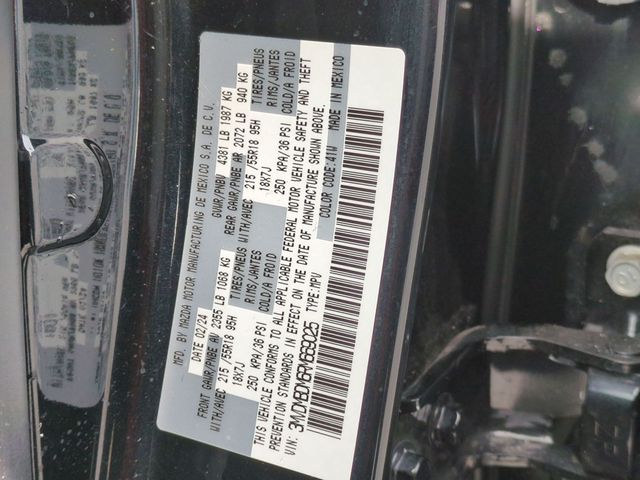 MFD. BY MAZDA MOTOR MANUFACTURING DE MEXICO S.A. DE C.V.
DATE 02/24 GVWR/PNBV 4381 LB 1987 KG
FRONT GAWR/PNBE AV 2355 LB 1068 KG REAR GAWR/PNBE AR 2072 LB 940 KG
WITH/AVEC 215 /55R18 95H TIRES/PNEUS WITH/AVEC 215 /55R18 95H TIRES/PNEUS
18X7J RIMS/JANTES 18X7J RIMS/JANTES
250 KPA/36 PSI COLD/A FROID 250 KPA/36 PSI COLD/A FROID
THIS VEHICLE CONFORMS TO ALL APPLICABLE FEDERAL MOTOR VEHICLE SAFETY AND THEFT
PREVENTION STANDARDS IN EFFECT ON THE DATE OF MANUFACTURE SHOWN ABOVE.
VIN: TYPE: MPV COLOR CODE: 41W MADE IN MEXICO